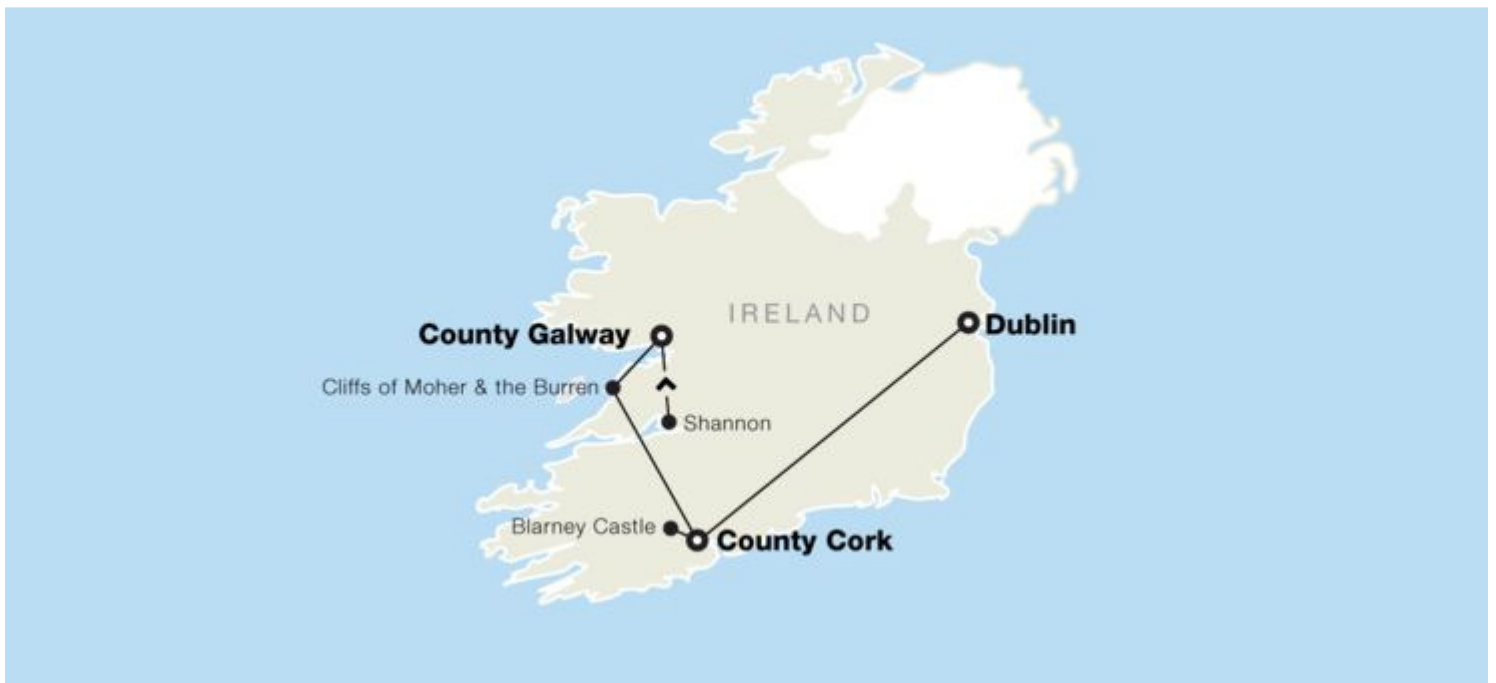 IRELAND
County Galway
Dublin
Cliffs of Moher & the Burren
Shannon
Blarney Castle
County Cork